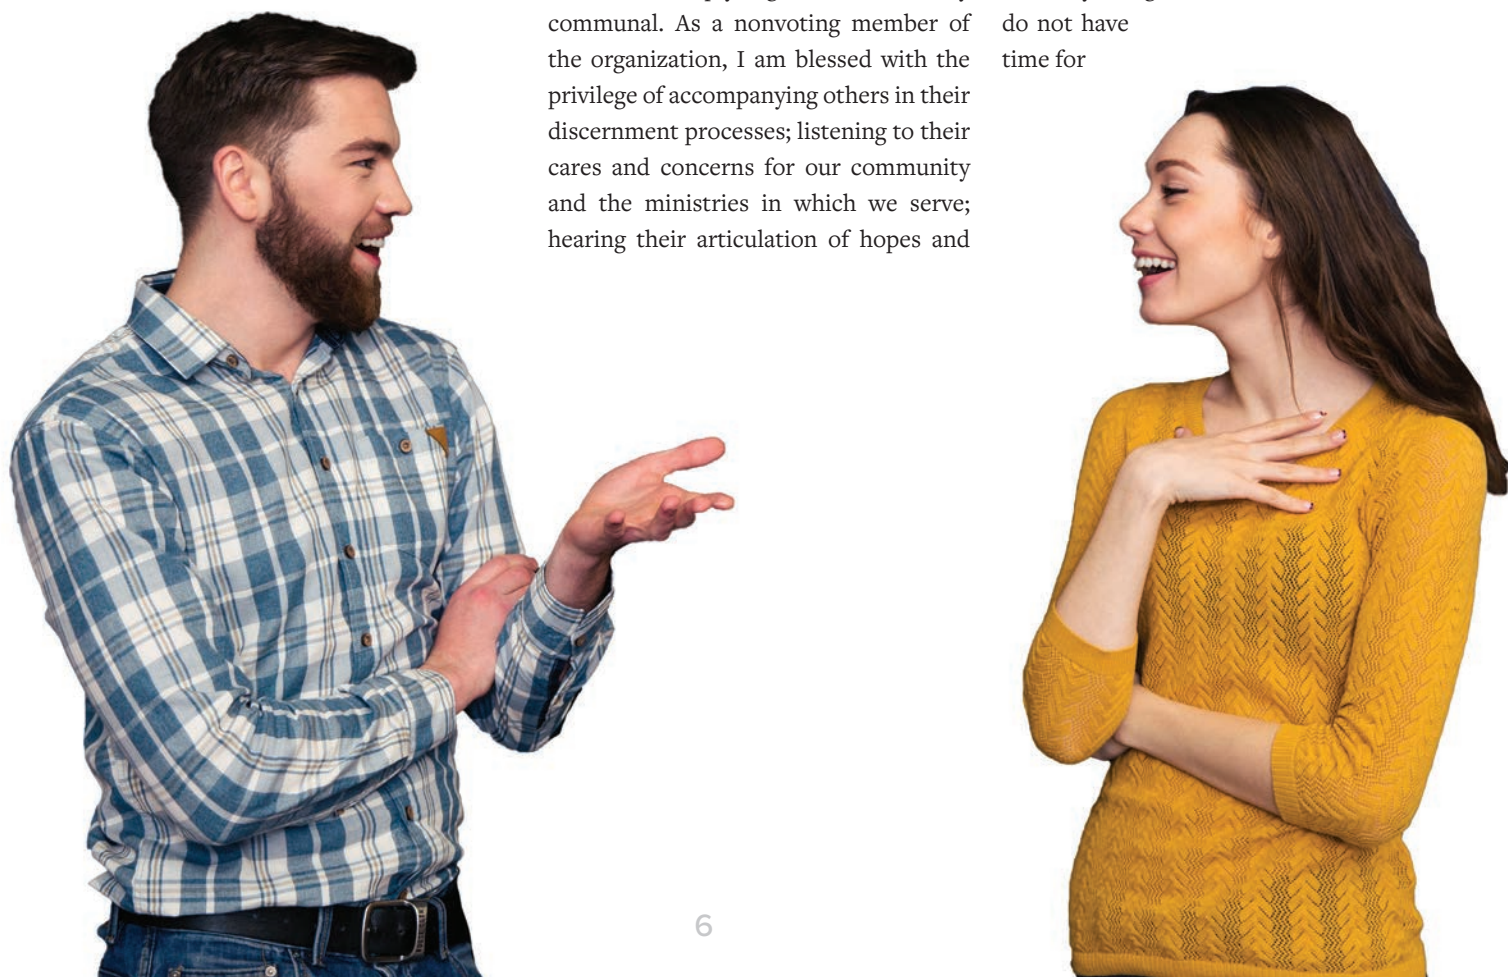 communal. As a nonvoting member of
the organization, I am blessed with the
privilege of accompanying others in their
discernment processes; listening to their
cares and concerns for our community
and the ministries in which we serve;
hearing their articulation of hopes and
do not have
time for
6